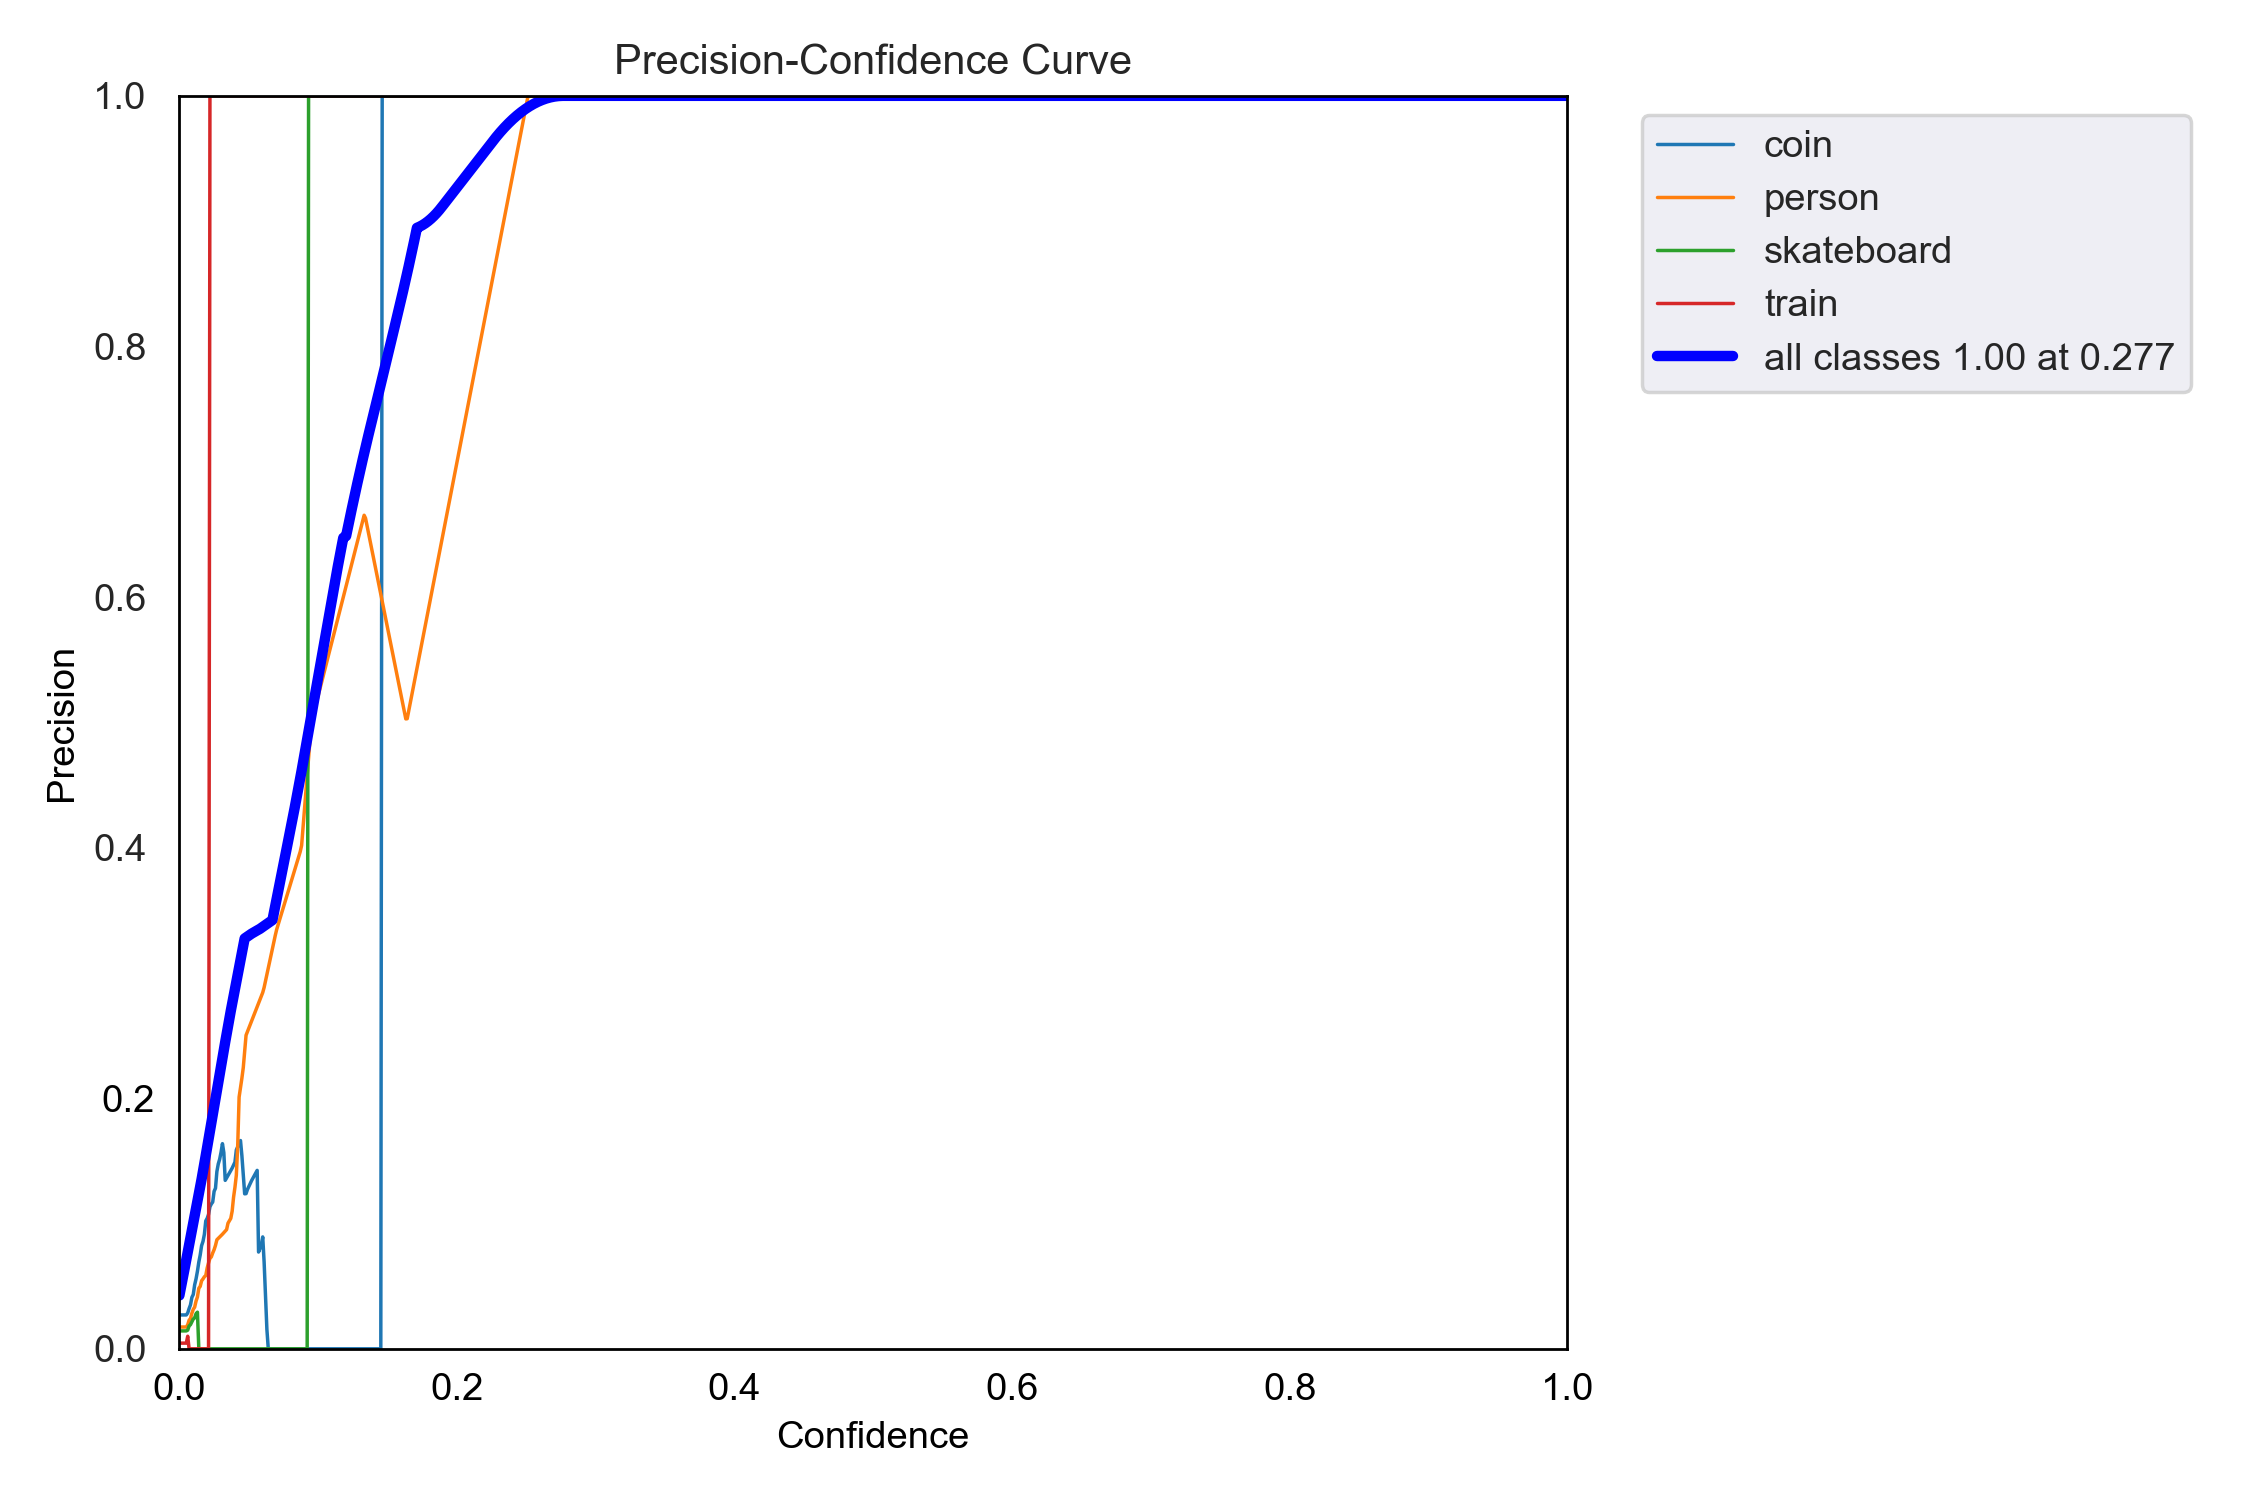 Precision-Confidence Curve
1.0
0.8
0.6
0.4
0.2
0.0
Precision
0.0 0.2 0.4 0.6 0.8 1.0
Confidence
coin
person
skateboard
train
all classes 1.00 at 0.277